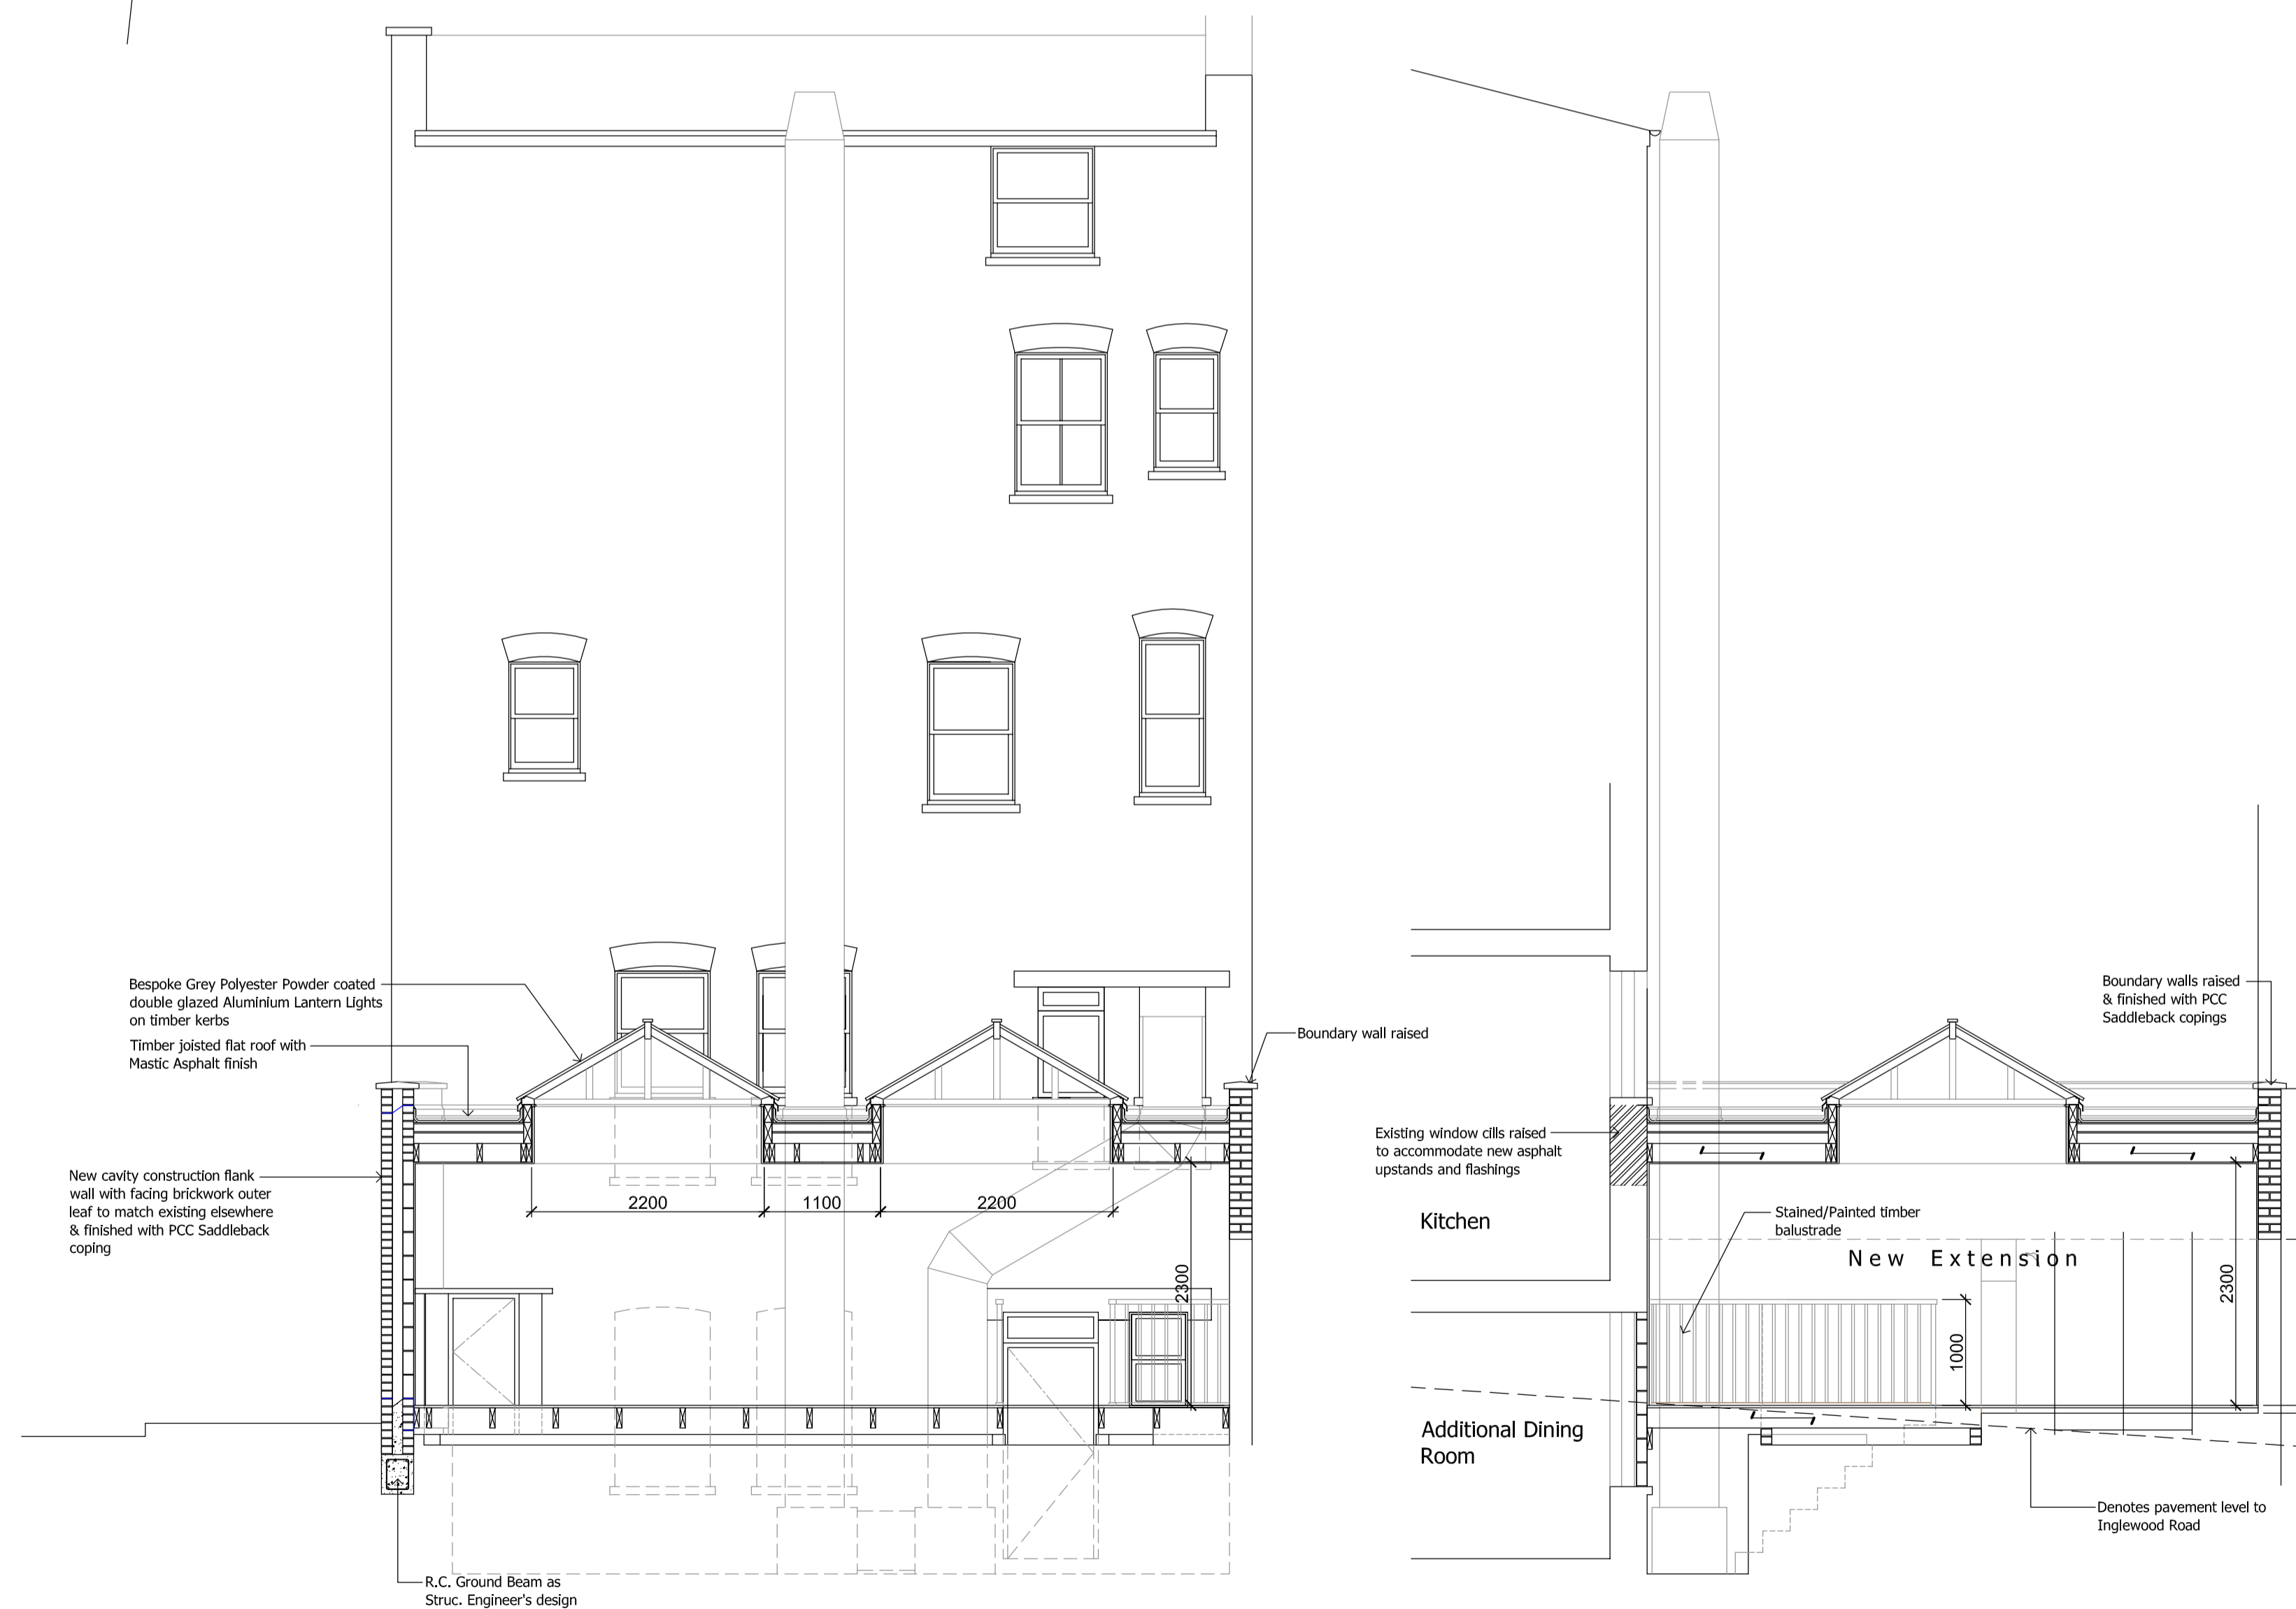 Bespoke Grey Polyester Powder coated
double glazed Aluminium Lantern Lights
on timber kerbs
Timber joisted flat roof with
Mastic Asphalt finish
New cavity construction flank
wall with facing brickwork outer
leaf to match existing elsewhere
& finished with PCC Saddleback
coping
R.C. Ground Beam as
Struc. Engineer's design
2200
1100
2200
2300
Boundary wall raised
Existing window cills raised
to accommodate new asphalt
upstands and flashings
Kitchen
Additional Dining
Room
Boundary walls raised
& finished with PCC
Saddleback copings
Stained/Painted timber
balustrade
New Extension
1000
2300
Denotes pavement level to
Inglewood Road